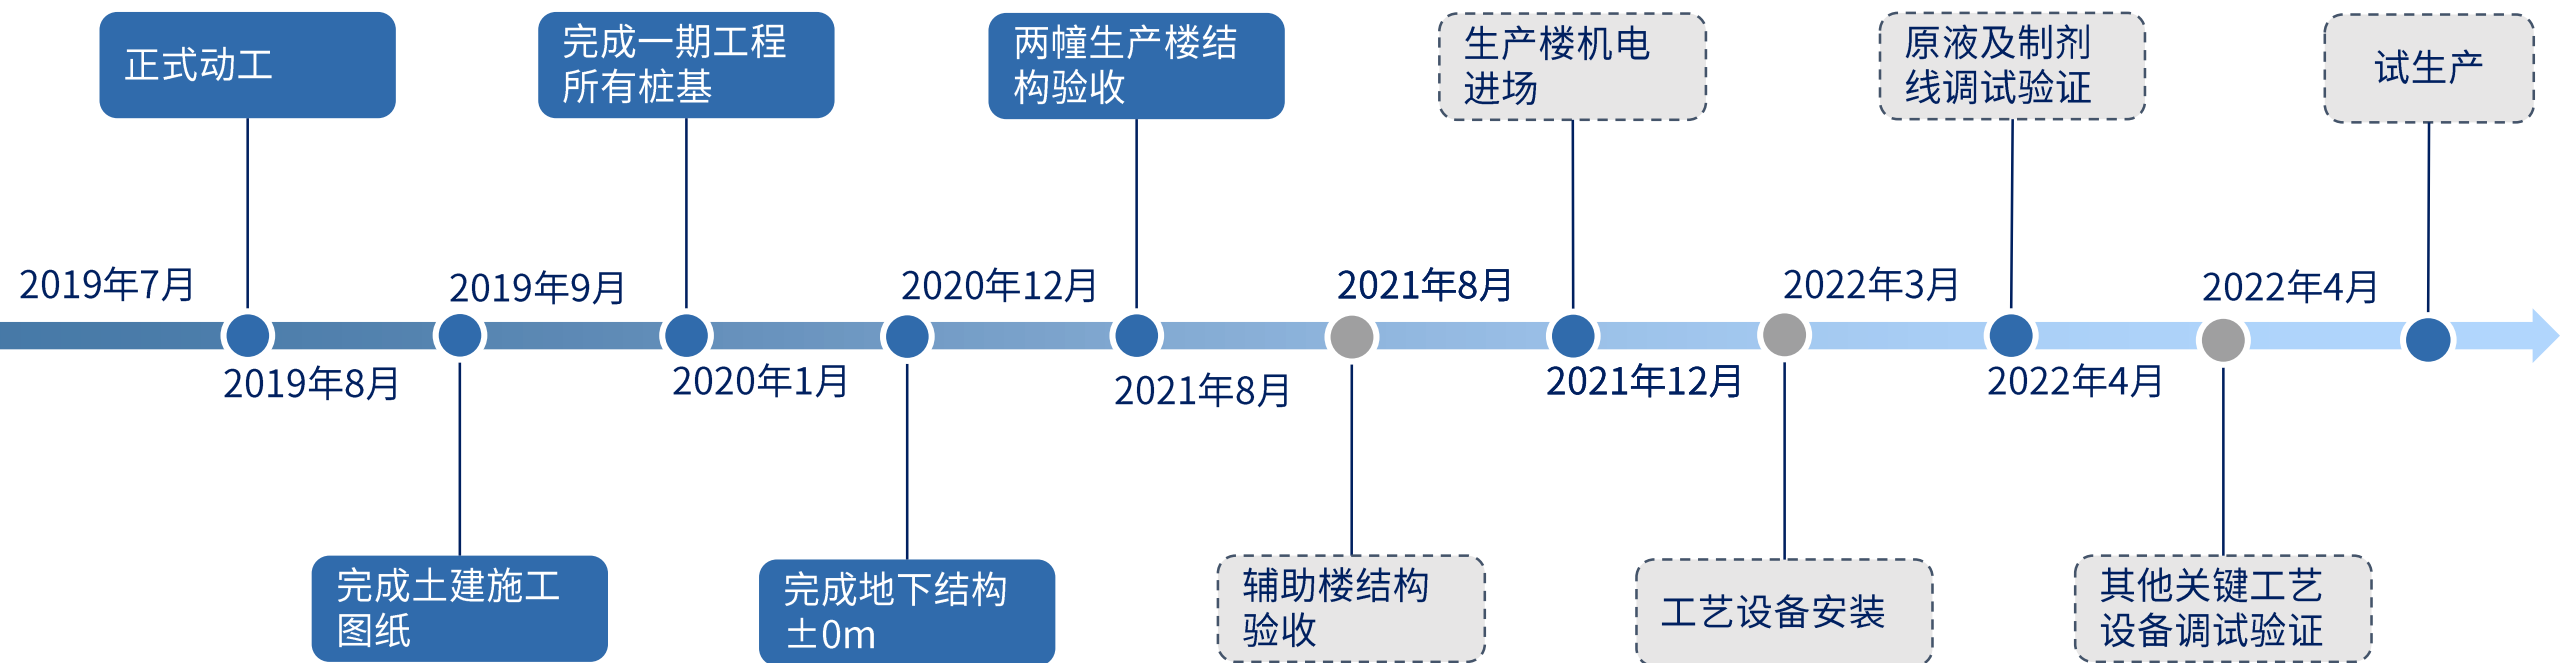 正式动工
完成一期工程
所有桩基
两幢生产楼结
构验收
生产楼机电
进场
原液及制剂
线调试验证
试生产
2019年7月
2019年9月
2020年12月
2021年8月
2022年3月
2022年4月
2019年8月
2020年1月
2021年8月
2021年12月
2022年4月
完成土建施工
图纸
完成地下结构
±0m
辅助楼结构
验收
工艺设备安装
其他关键工艺
设备调试验证